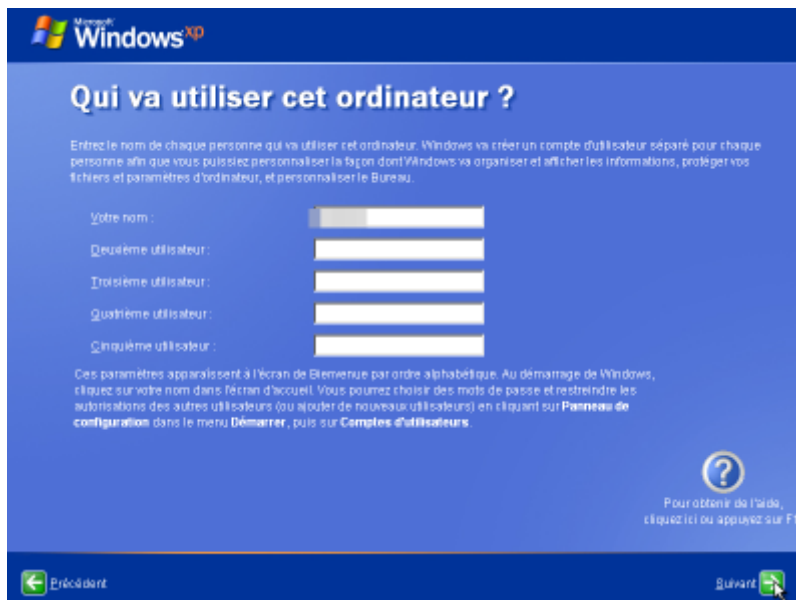 Microsoft
Windows xp
Qui va utiliser cet ordinateur ?
Entrez le nom de chaque personne qui va utiliser cet ordinateur. Windows va créer un compte d'utilisateur séparé pour chaque
personne afin que vous puissiez personnaliser la façon dont Windows va organiser et afficher les informations, protéger vos
fichiers et paramètres d'ordinateur, et personnaliser le Bureau.
Votre nom :
Deuxième utilisateur :
Troisième utilisateur :
Quatrième utilisateur :
Cinquième utilisateur :
Ces paramètres apparaissent à l'écran de Bienvenue par ordre alphabétique. Au démarrage de Windows,
cliquez sur votre nom dans l'écran d'accueil. Vous pourrez choisir des mots de passe et restreindre les
autorisations des autres utilisateurs (ou ajouter de nouveaux utilisateurs) en cliquant sur Panneau de
configuration dans le menu Démarrer, puis sur Comptes d'utilisateurs.
?
Pour obtenir de l'aide,
cliquez ici ou appuyez sur F1
Précédent
Suivant